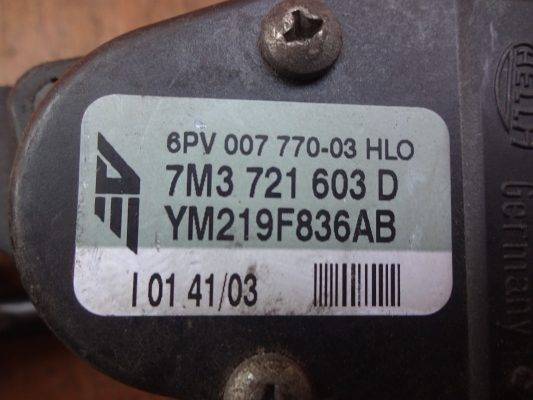 6PV 007 770-03 HLO
7M3 721 603 D
YM219F836AB
I 01 41/03
HELLA
Germany